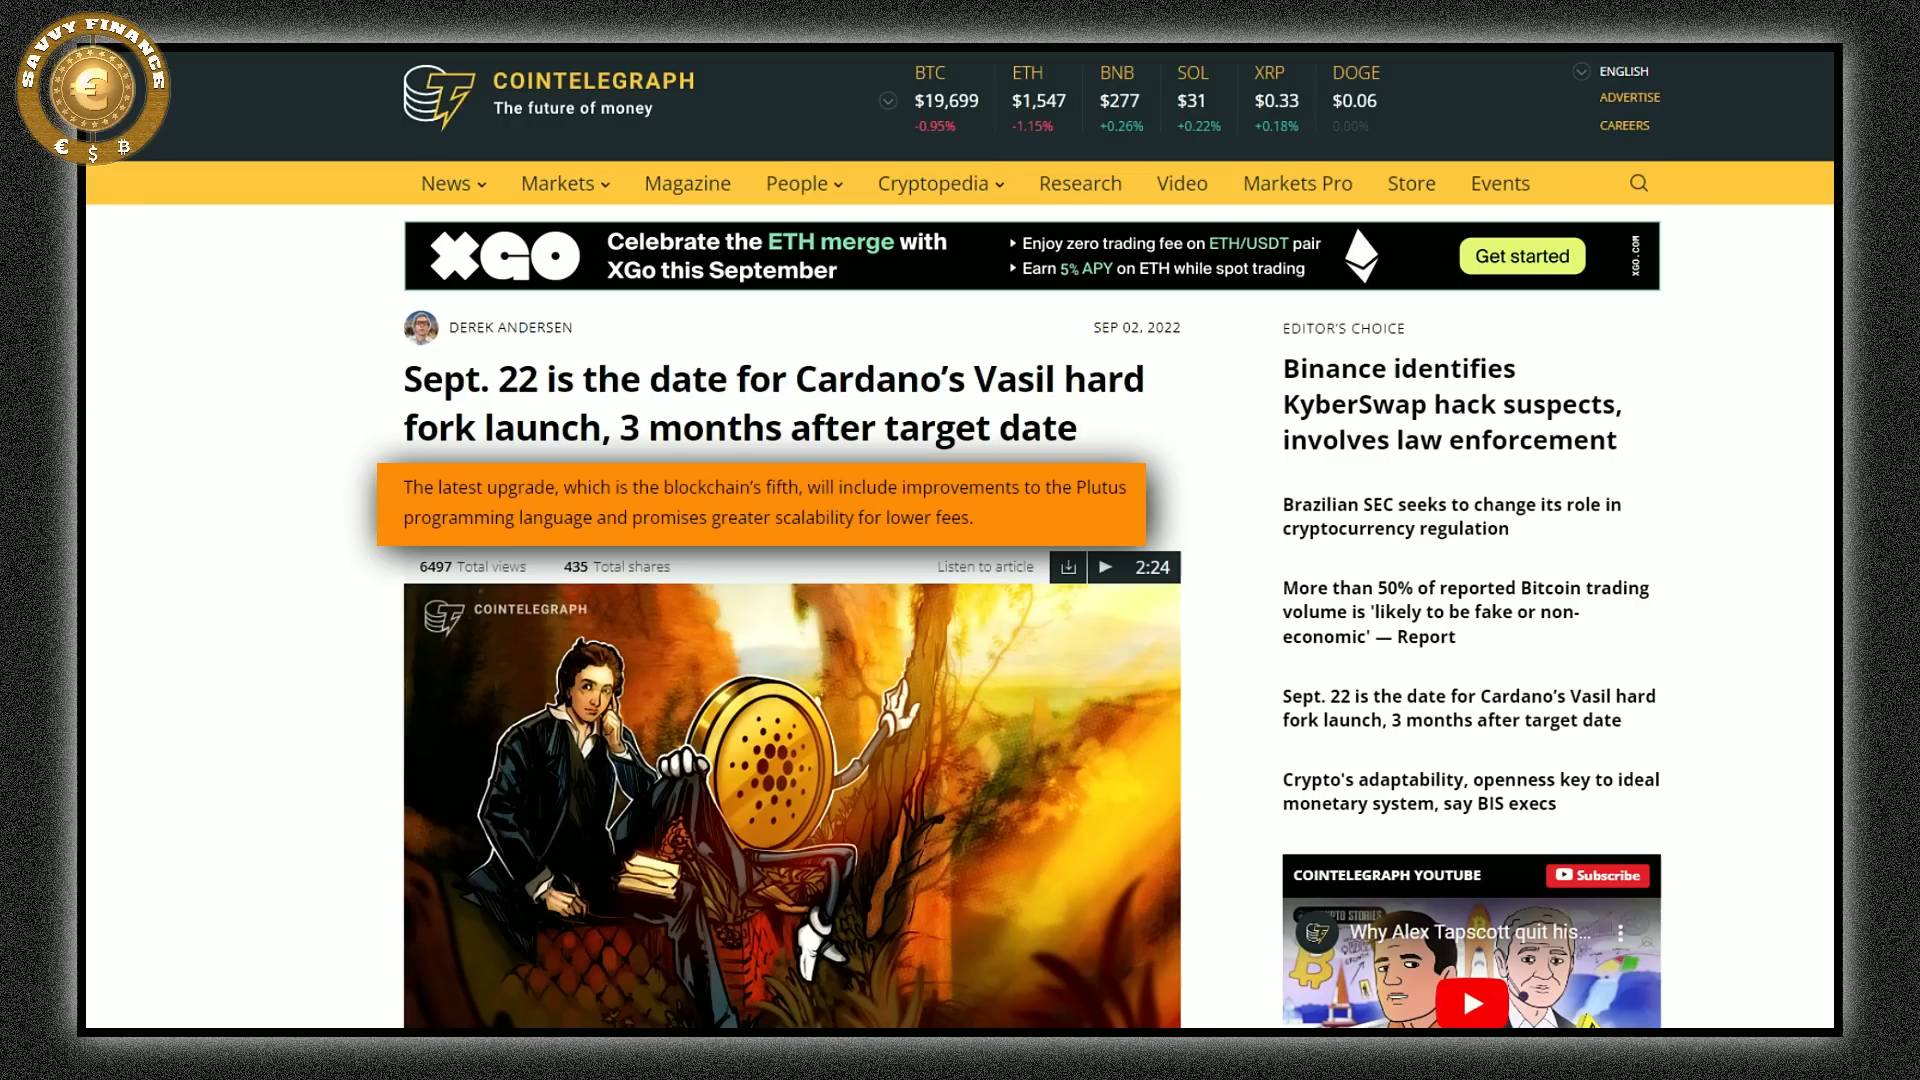 SAVVY FINANCE
€ $ B
COINTELEGRAPH
The future of money
BTC
$19,699
-0.95%
ETH
$1,547
-1.15%
BNB
$277
+0.26%
SOL
$31
+0.22%
XRP
$0.33
+0.18%
DOGE
$0.06
0.00%
ENGLISH
ADVERTISE
CAREERS
News
Markets
Magazine
People
Cryptopedia
Research
Video
Markets Pro
Store
Events
XGO
Celebrate the ETH merge with
XGo this September
Enjoy zero trading fee on ETH/USDT pair
Earn 5% APY on ETH while spot trading
Get started
XGO.COM
DEREK ANDERSEN
SEP 02, 2022
Sept. 22 is the date for Cardano’s Vasil hard
fork launch, 3 months after target date
The latest upgrade, which is the blockchain’s fifth, will include improvements to the Plutus
programming language and promises greater scalability for lower fees.
6497 Total views
435 Total shares
Listen to article
2:24
COINTELEGRAPH
EDITOR’S CHOICE
Binance identifies
KyberSwap hack suspects,
involves law enforcement
Brazilian SEC seeks to change its role in
cryptocurrency regulation
More than 50% of reported Bitcoin trading
volume is 'likely to be fake or non-
economic' — Report
Sept. 22 is the date for Cardano’s Vasil hard
fork launch, 3 months after target date
Crypto's adaptability, openness key to ideal
monetary system, say BIS execs
COINTELEGRAPH YOUTUBE
Subscribe
STORIES
Why Alex Tapscott quit his...